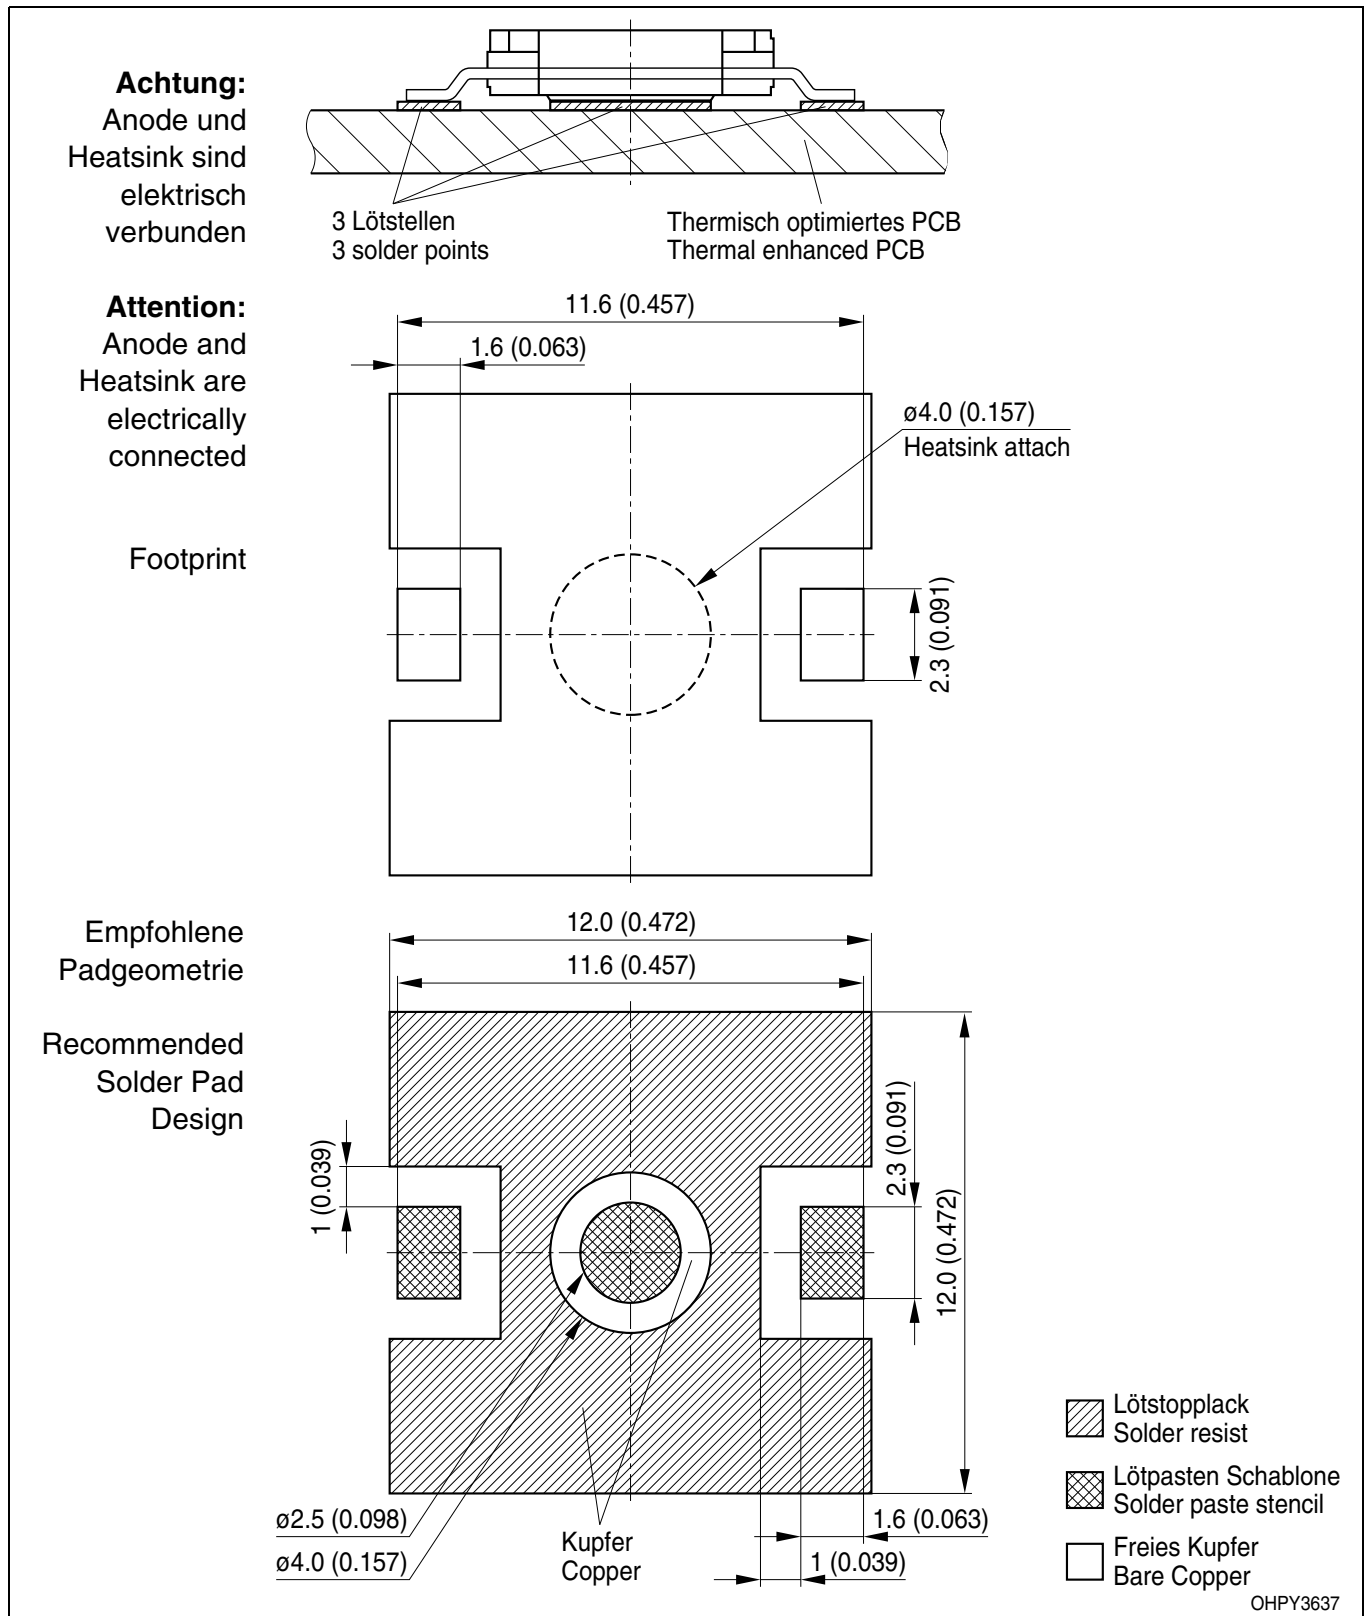 Achtung:
Anode und
Heatsink sind
elektrisch
verbunden
3 Lötstellen
3 solder points
Thermisch optimiertes PCB
Thermal enhanced PCB
Attention:
Anode and
Heatsink are
electrically
connected
11.6 (0.457)
1.6 (0.063)
ø4.0 (0.157)
Heatsink attach
Footprint
2.3 (0.091)
Empfohlene
Padgeometrie
12.0 (0.472)
11.6 (0.457)
Recommended
Solder Pad
Design
1 (0.039)
2.3 (0.091)
12.0 (0.472)
ø2.5 (0.098)
ø4.0 (0.157)
Kupfer
Copper
1.6 (0.063)
1 (0.039)
Lötstopplack
Solder resist
Lötpasten Schablone
Solder paste stencil
Freies Kupfer
Bare Copper
OHPY3637